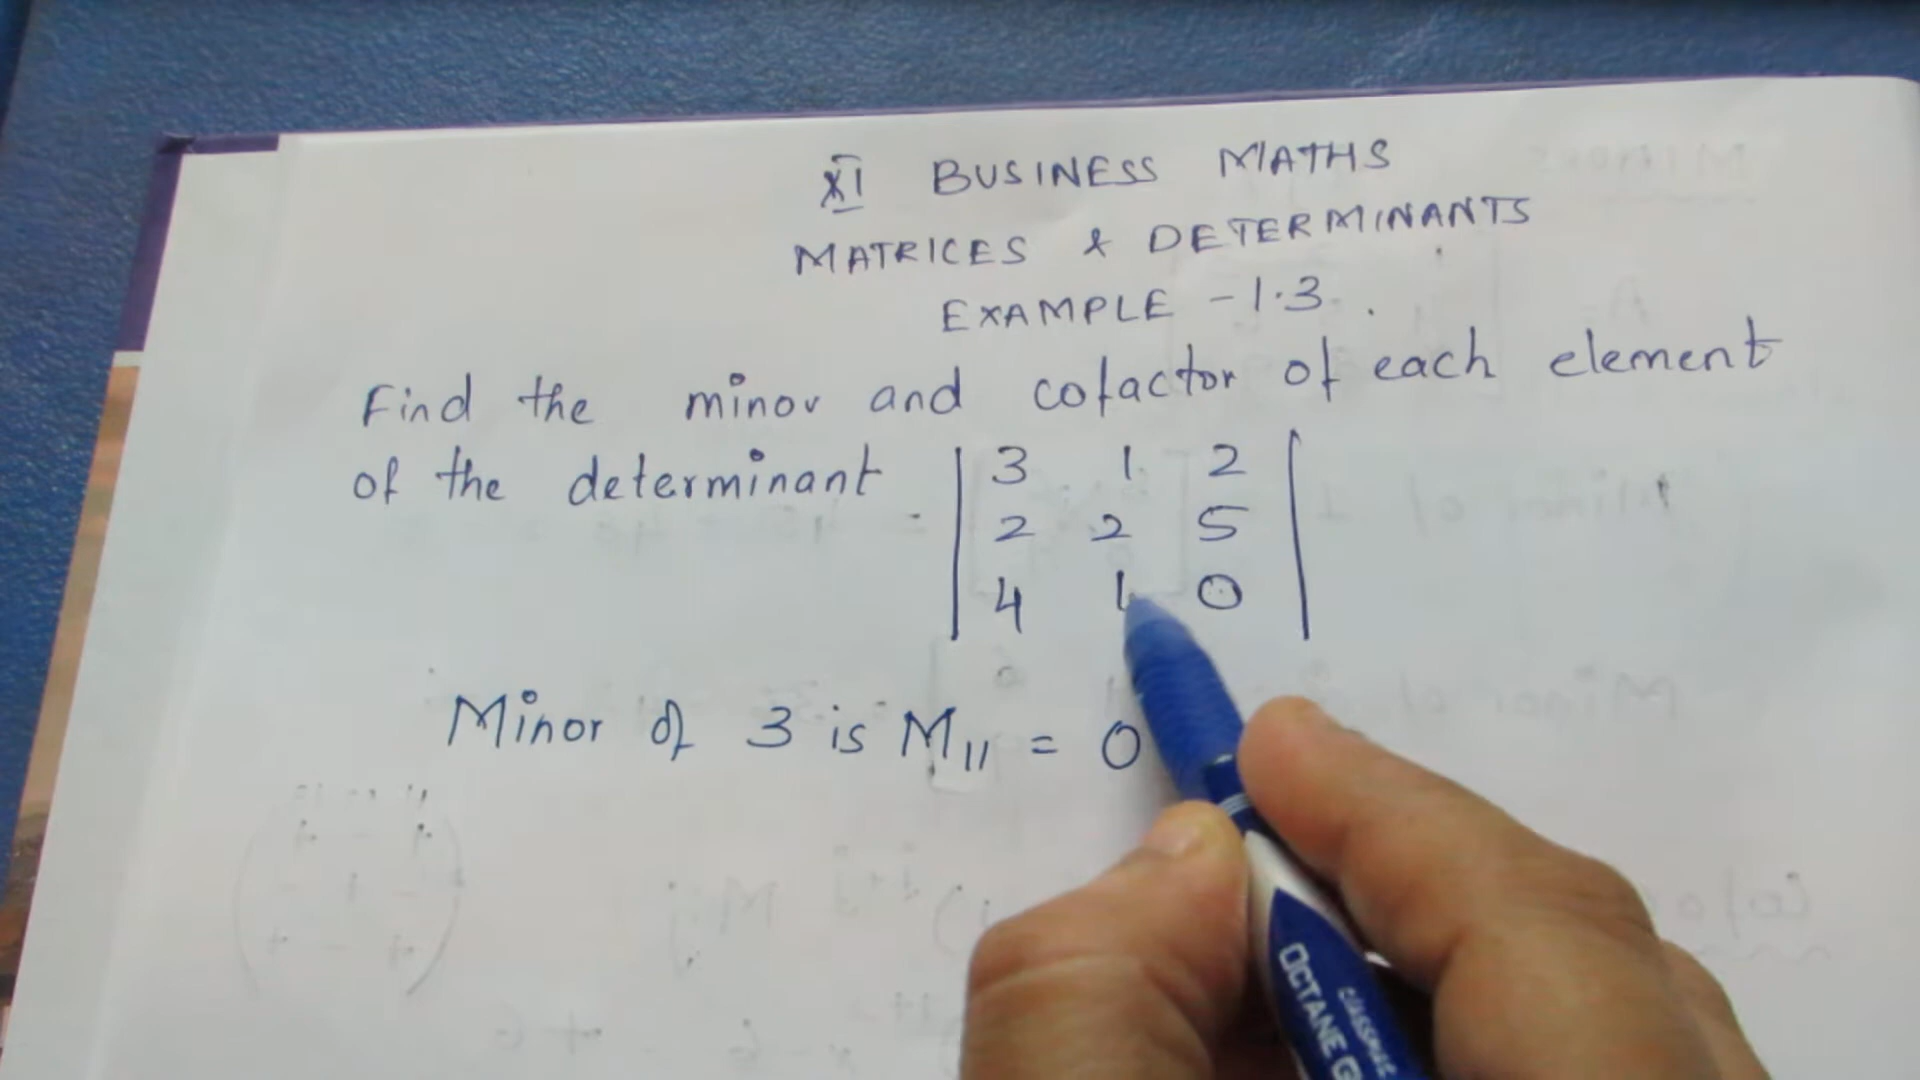 XI BUSINESS MATHS
MATRICES & DETERMINANTS
EXAMPLE - 1.3.
Find the minor and cofactor of each element
of the determinant
3 1 2
2 2 5
4 1 0
Minor of 3 is M11 = 0
OCTANE G
CLASSMATE